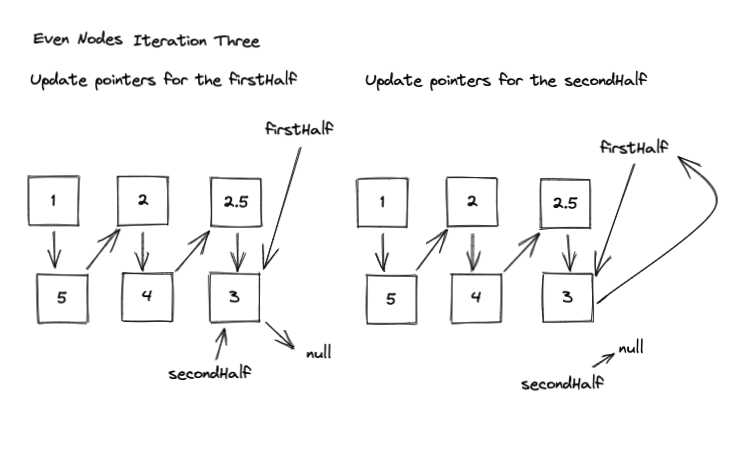 Even Nodes Iteration Three
Update pointers for the firstHalf
firstHalf
1
2
2.5
5
4
3
null
secondHalf
Update pointers for the secondHalf
firstHalf
1
2
2.5
5
4
3
null
secondHalf